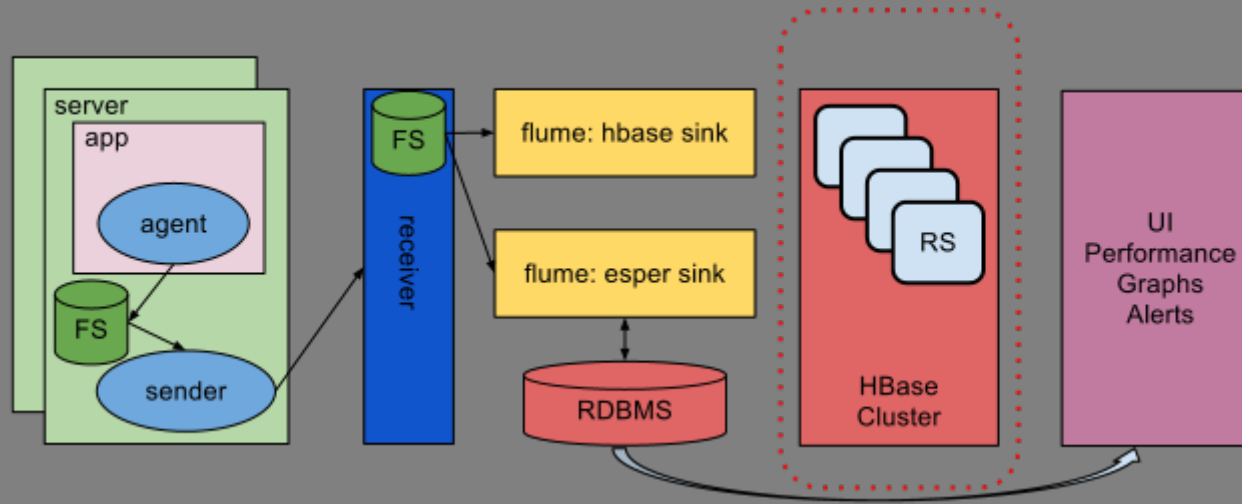 server
app
agent
FS
sender
FS
receiver
flume: hbase sink
flume: esper sink
RDBMS
RS
HBase
Cluster
UI
Performance
Graphs
Alerts